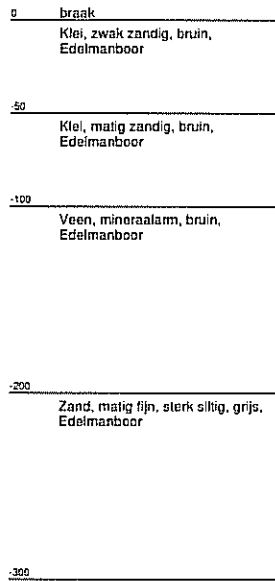 0 braak
Klei, zwak zandig, bruin,
Edelmanboor
-50
Klei, matig zandig, bruin,
Edelmanboor
-100
Veen, mineraalarm, bruin,
Edelmanboor
-200
Zand, matig fijn, sterk siltig, grijs,
Edelmanboor
-300